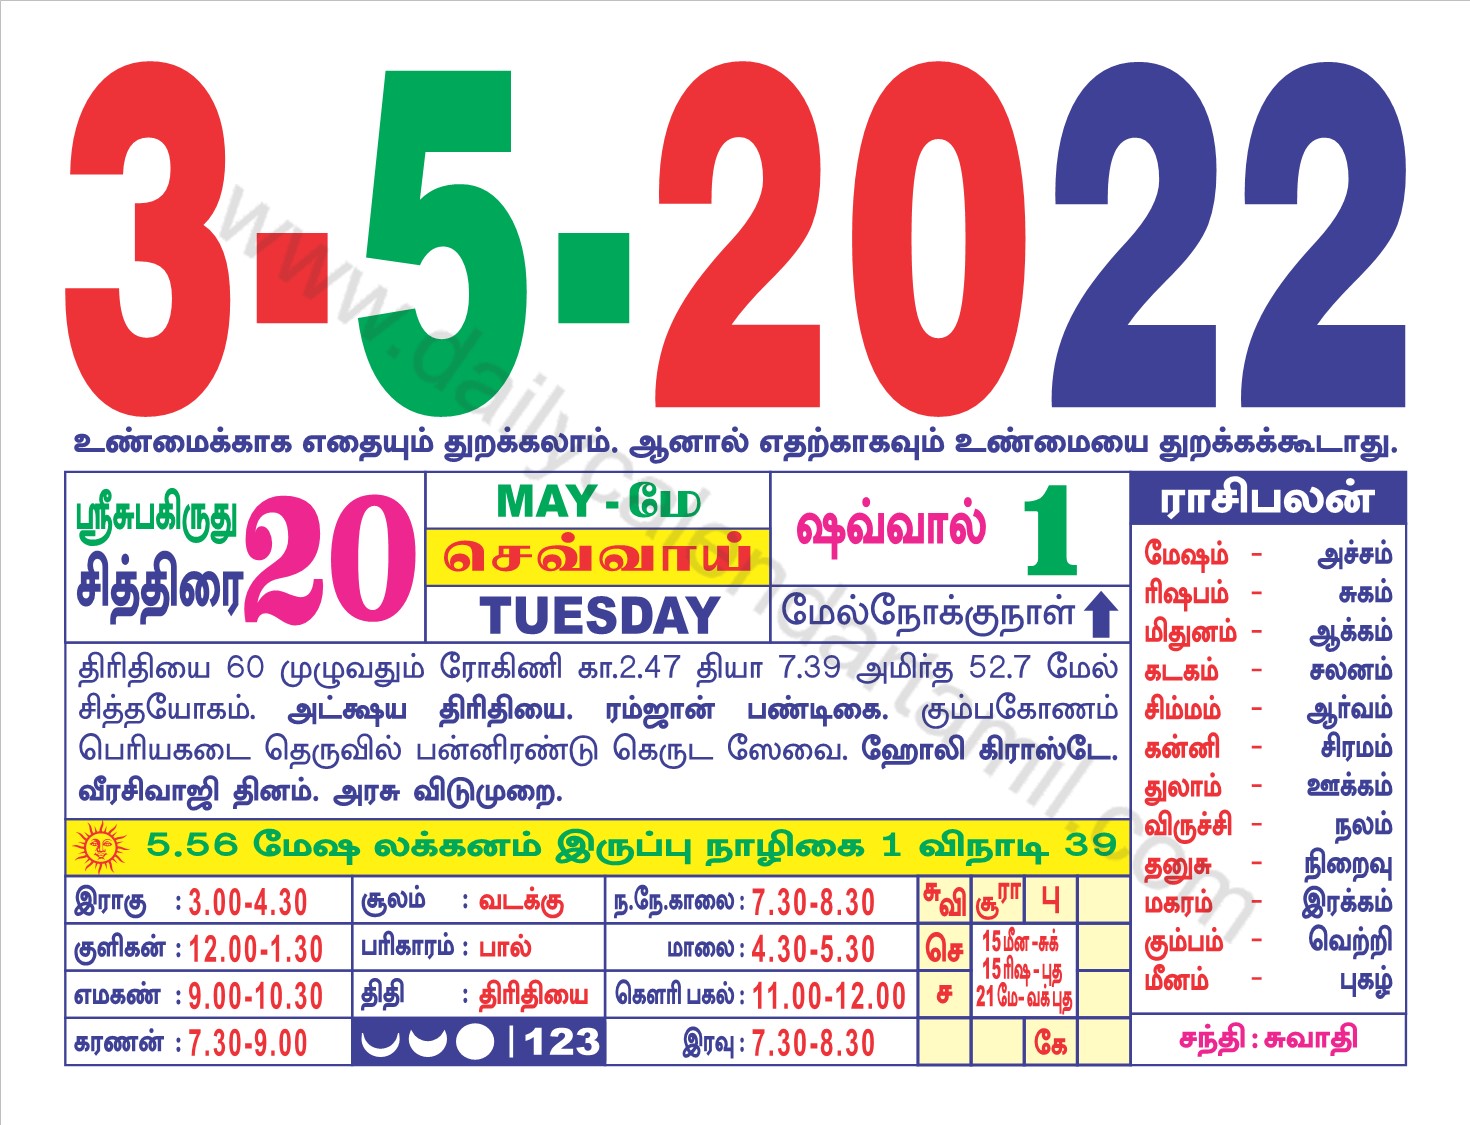 3-5-2022
உண்மைக்காக எதையும் துறக்கலாம். ஆனால் எதற்காகவும் உண்மையை துறக்கக்கூடாது.
ஸ்ரீசுபகிருது
சித்திரை 20
MAY - மே
செவ்வாய்
TUESDAY
ஷவ்வால் 1
மேல்நோக்குநாள்
திரிதியை 60 முழுவதும் ரோகிணி கா.2.47 தியா 7.39 அமிர்த 52.7 மேல்
சித்தயோகம். அட்க்ஷய திரிதியை. ரம்ஜான் பண்டிகை. கும்பகோணம்
பெரியகடை தெருவில் பன்னிரண்டு கெருட ஸேவை. ஹோலி கிராஸ்டே.
வீரசிவாஜி தினம். அரசு விடுமுறை.
5.56 மேஷ லக்கனம் இருப்பு நாழிகை 1 விநாடி 39
இராகு : 3.00-4.30
குளிகன் : 12.00-1.30
எமகண் : 9.00-10.30
கரணன் : 7.30-9.00
சூலம் : வடக்கு
பரிகாரம் : பால்
திதி : திரிதியை
| 123
ந.நே.காலை : 7.30-8.30
மாலை : 4.30-5.30
கௌரி பகல் : 11.00-12.00
இரவு : 7.30-8.30
சு வி சூ ரா பு
செ
ச
15 மீன - சுக்
15 ரிஷ - புத
21 மே - வக் புத
கே
ராசிபலன்
மேஷம் - அச்சம்
ரிஷபம் - சுகம்
மிதுனம் - ஆக்கம்
கடகம் - சலனம்
சிம்மம் - ஆர்வம்
கன்னி - சிரமம்
துலாம் - ஊக்கம்
விருச்சி - நலம்
தனுசு - நிறைவு
மகரம் - இரக்கம்
கும்பம் - வெற்றி
மீனம் - புகழ்
சந்தி : சுவாதி
www.dailycalendartamil.com